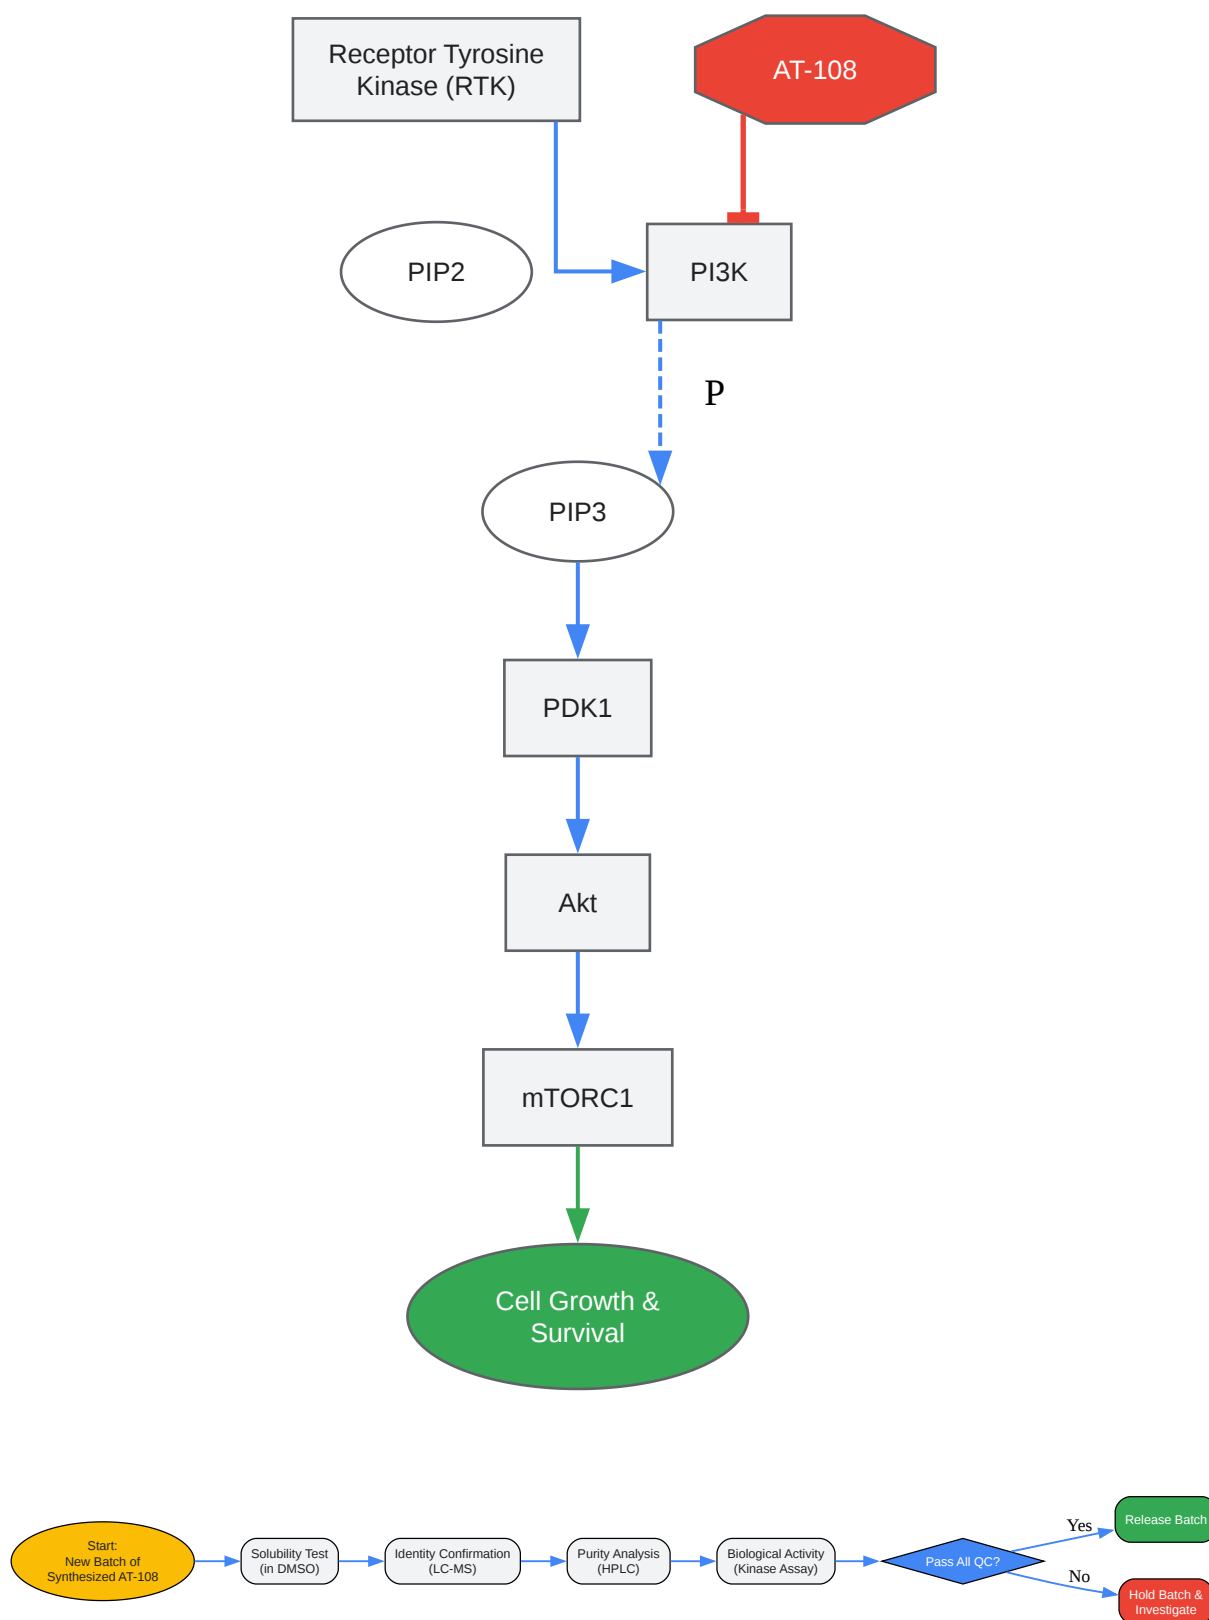 Receptor Tyrosine
Kinase (RTK)
AT-108
PIP2
PI3K
P
PIP3
PDK1
Akt
mTORC1
Cell Growth &
Survival
Start:
New Batch of
Synthesized AT-108
Solubility Test
(in DMSO)
Identity Confirmation
(LC-MS)
Purity Analysis
(HPLC)
Biological Activity
(Kinase Assay)
Pass All QC?
Yes
Release Batch
No
Hold Batch &
Investigate